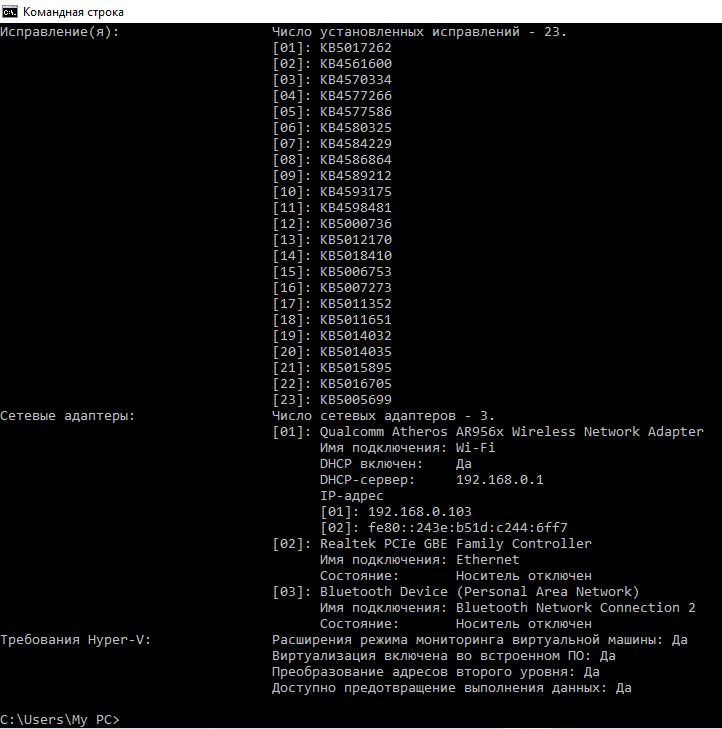 Командная строка
Исправление(я): Число установленных исправлений - 23.
[01]: KB5017262
[02]: KB4561600
[03]: KB4570334
[04]: KB4577266
[05]: KB4577586
[06]: KB4580325
[07]: KB4584229
[08]: KB4586864
[09]: KB4589212
[10]: KB4593175
[11]: KB4598481
[12]: KB5000736
[13]: KB5012170
[14]: KB5018410
[15]: KB5006753
[16]: KB5007273
[17]: KB5011352
[18]: KB5011651
[19]: KB5014032
[20]: KB5014035
[21]: KB5015895
[22]: KB5016705
[23]: KB5005699
Сетевые адаптеры: Число сетевых адаптеров - 3.
[01]: Qualcomm Atheros AR956x Wireless Network Adapter
Имя подключения: Wi-Fi
DHCP включен: Да
DHCP-сервер: 192.168.0.1
IP-адрес
[01]: 192.168.0.103
[02]: fe80::243e:b51d:c244:6ff7
[02]: Realtek PCIe GBE Family Controller
Имя подключения: Ethernet
Состояние: Носитель отключен
[03]: Bluetooth Device (Personal Area Network)
Имя подключения: Bluetooth Network Connection 2
Состояние: Носитель отключен
Требования Hyper-V: Расширения режима мониторинга виртуальной машины: Да
Виртуализация включена во встроенном ПО: Да
Преобразование адресов второго уровня: Да
Доступно предотвращение выполнения данных: Да
C:\Users\My PC>